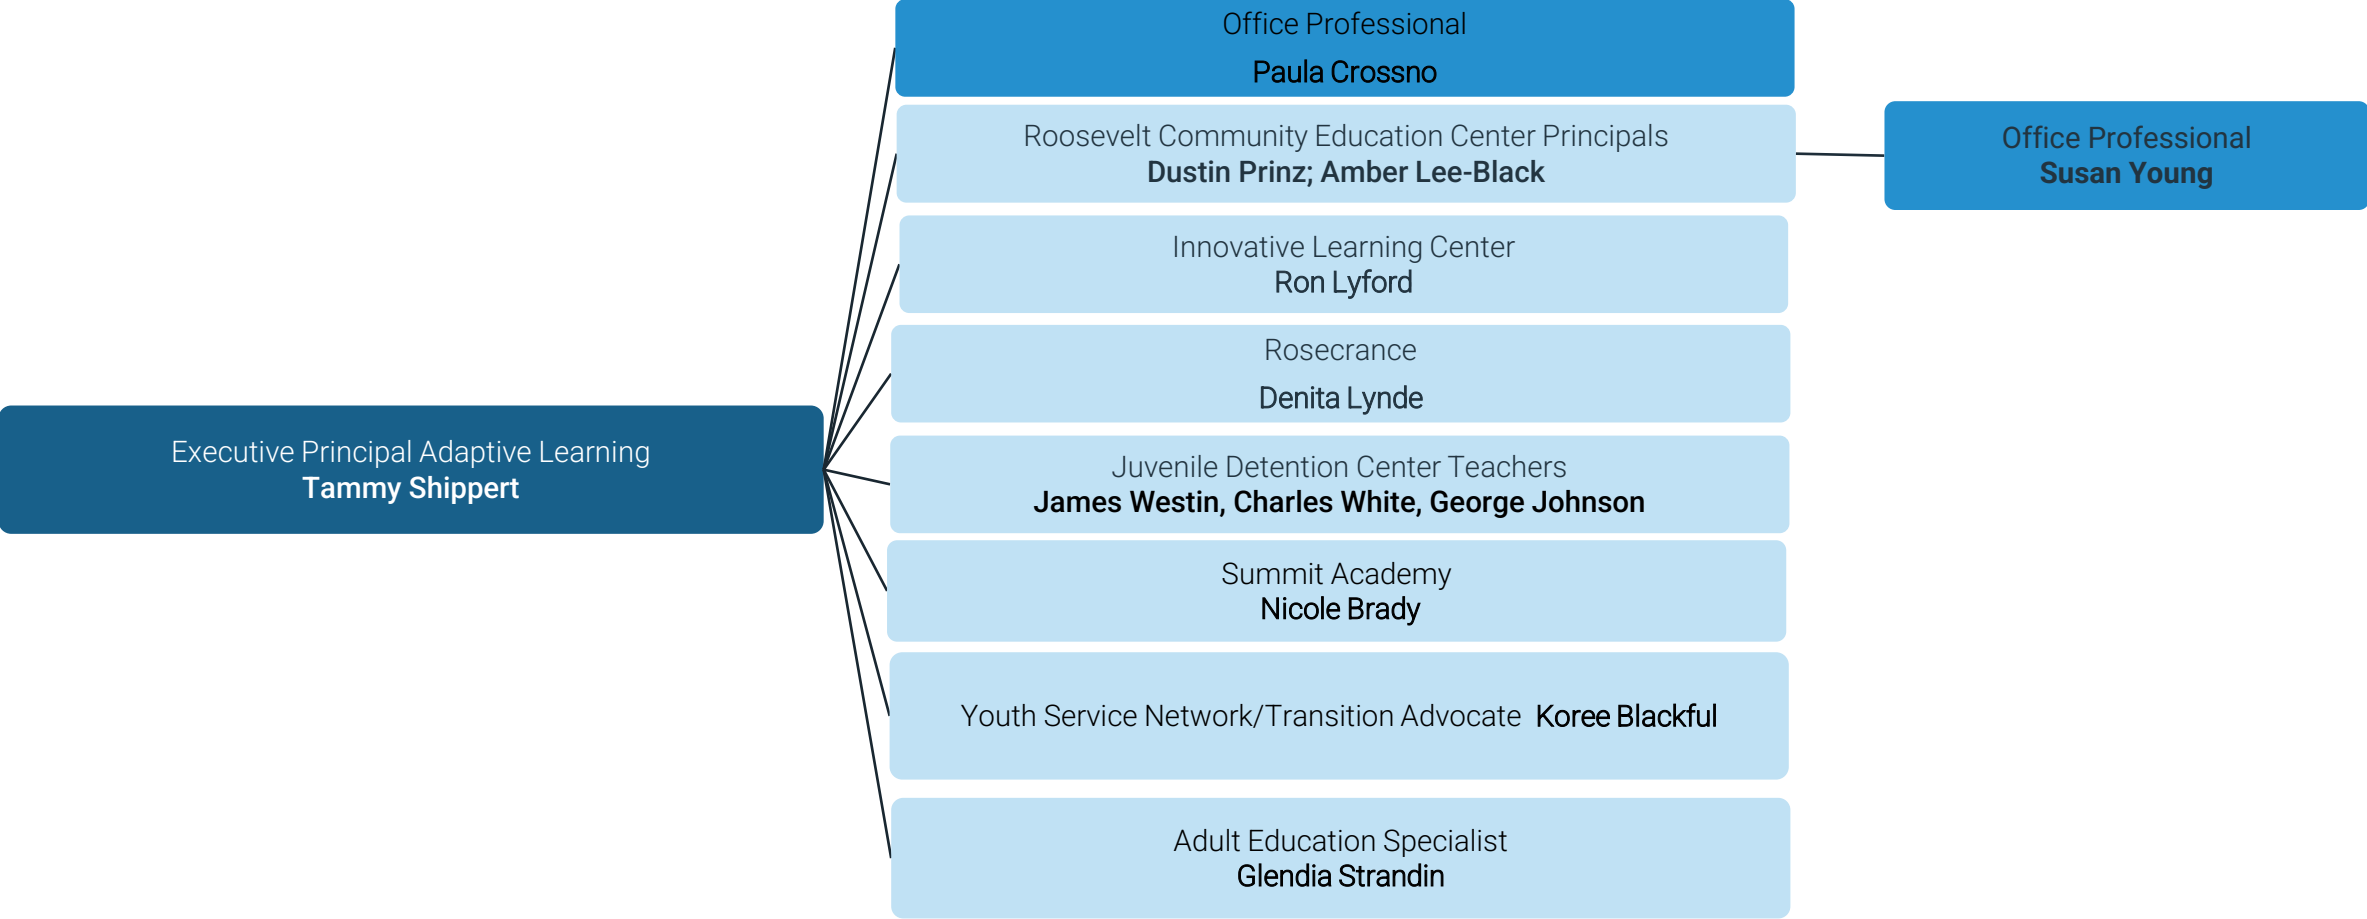 Office Professional
Paula Crossno
Roosevelt Community Education Center Principals
Dustin Prinz; Amber Lee-Black
Office Professional
Susan Young
Innovative Learning Center
Ron Lyford
Rosecrance
Denita Lynde
Executive Principal Adaptive Learning
Tammy Shippert
Juvenile Detention Center Teachers
James Westin, Charles White, George Johnson
Summit Academy
Nicole Brady
Youth Service Network/Transition Advocate Koree Blackful
Adult Education Specialist
Glendia Strandin